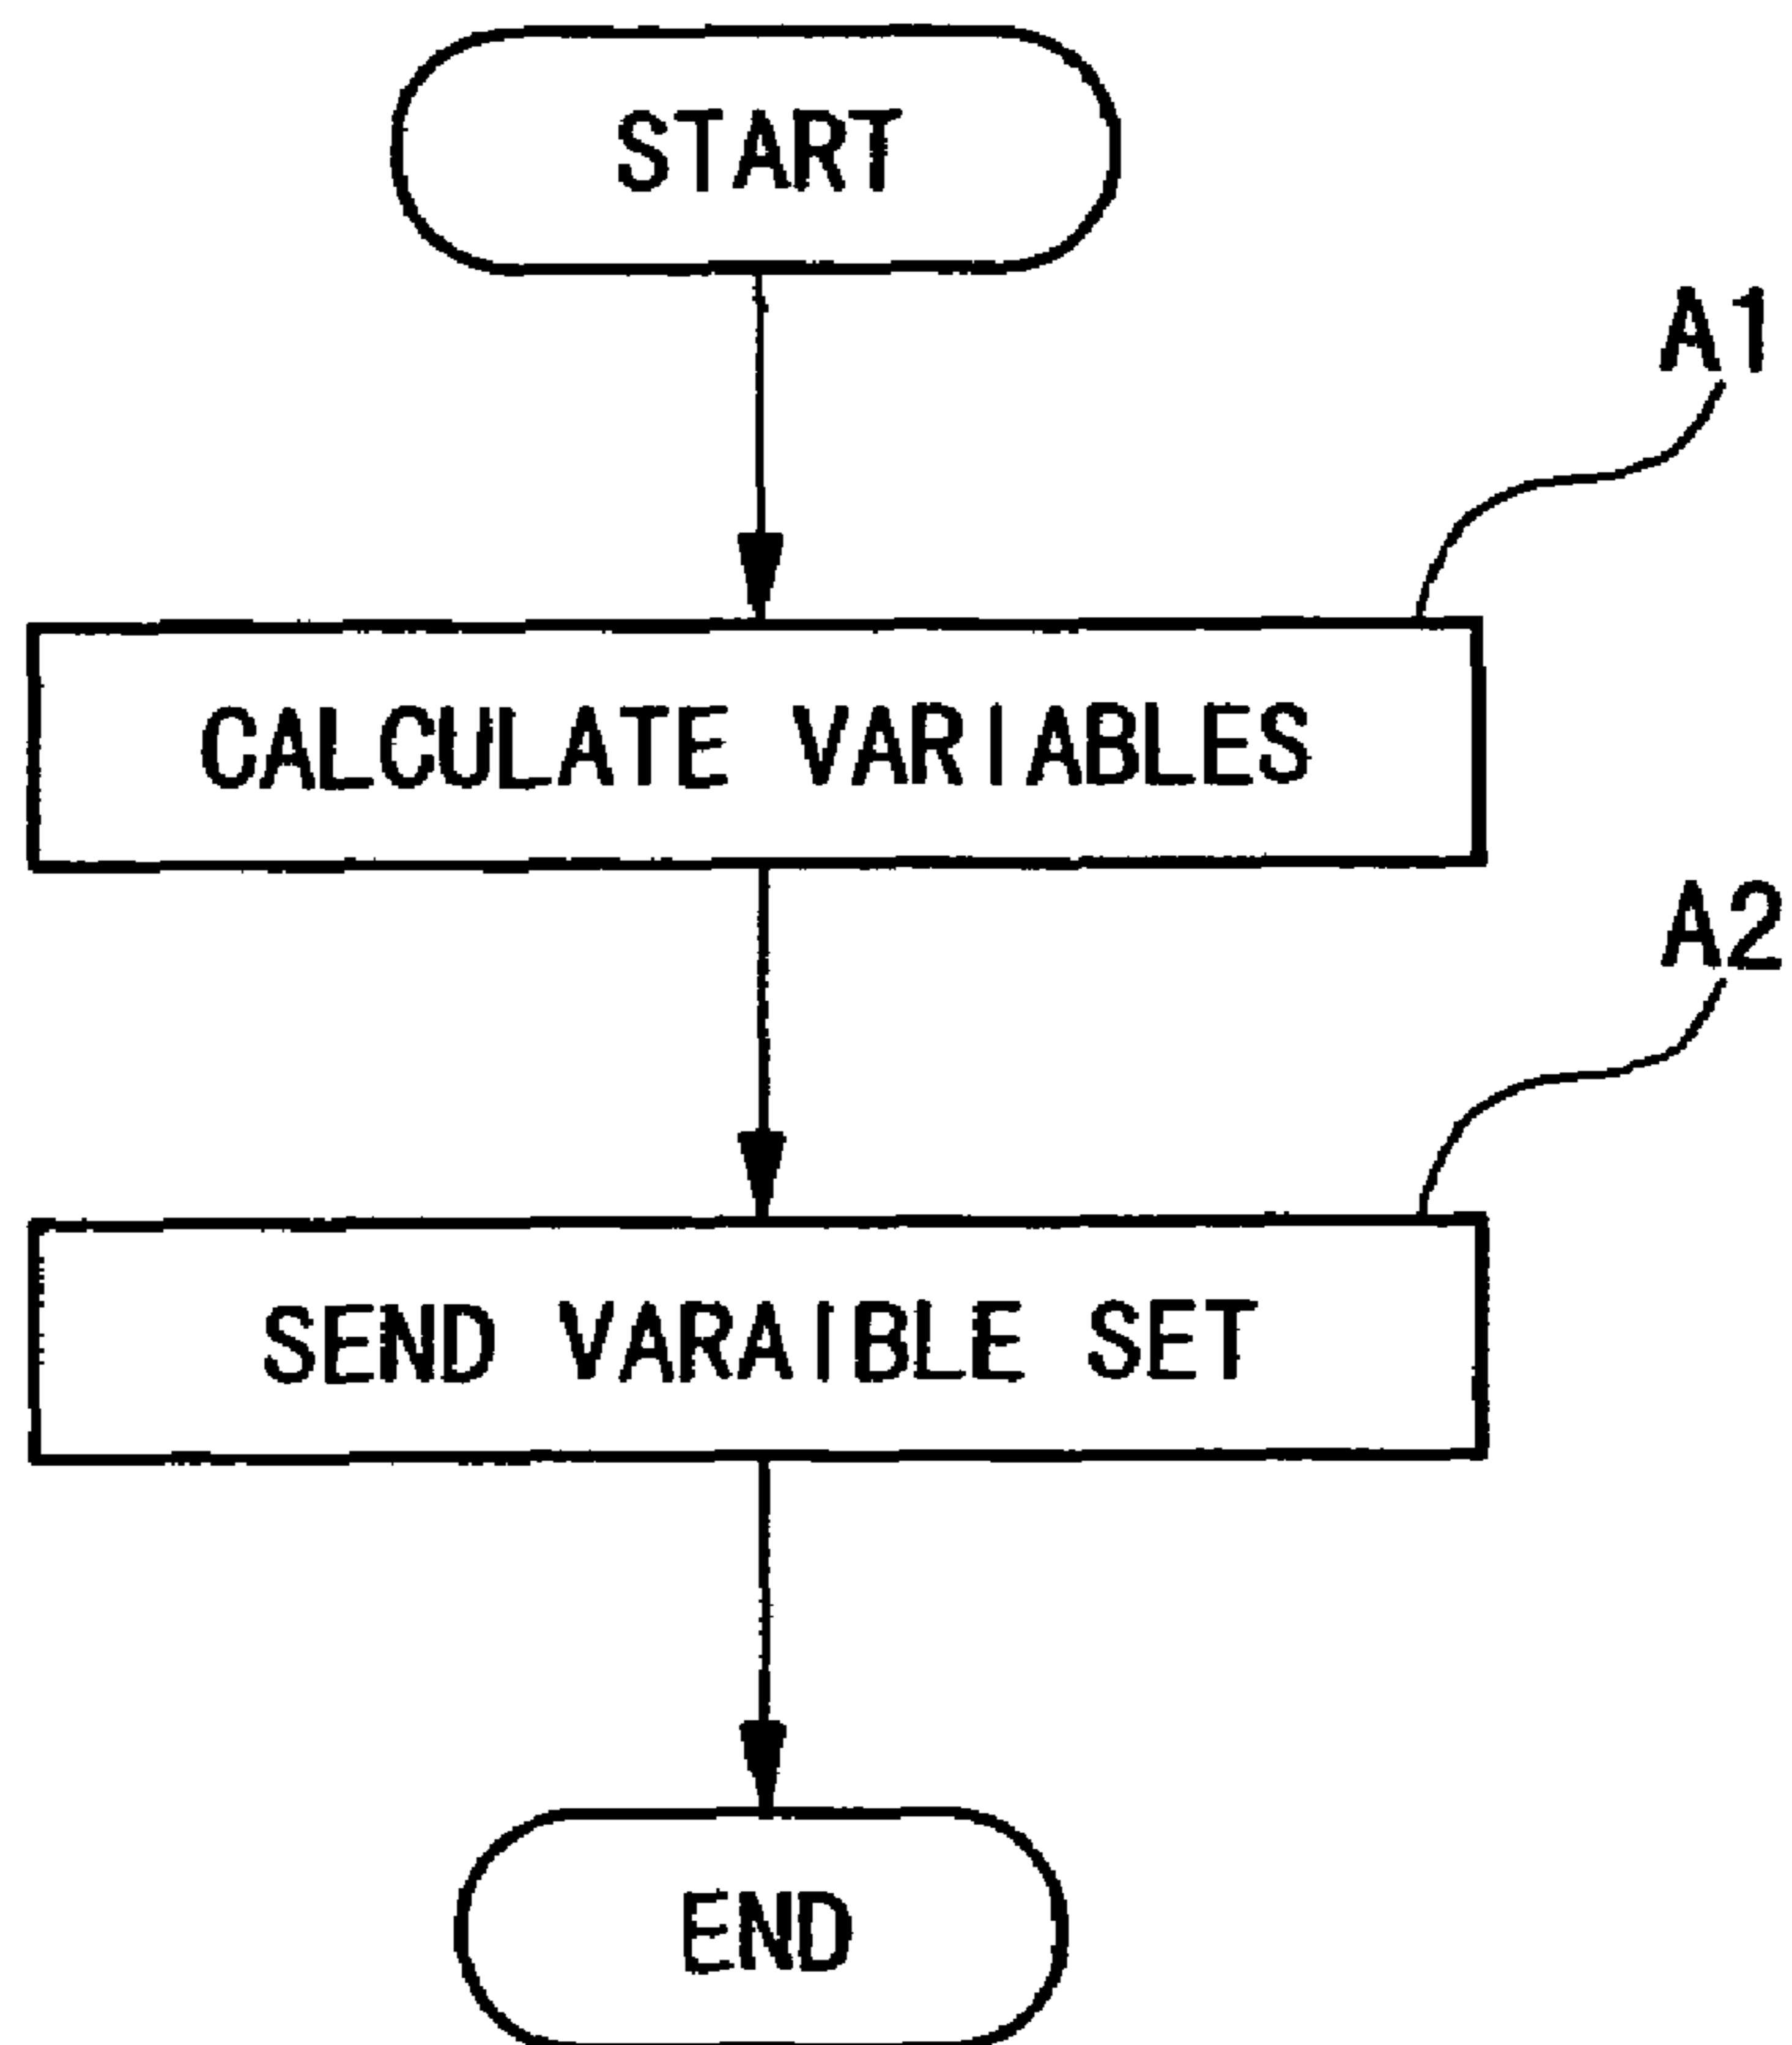 START
A1
CALCULATE VARIABLES
A2
SEND VARAIBLE SET
END